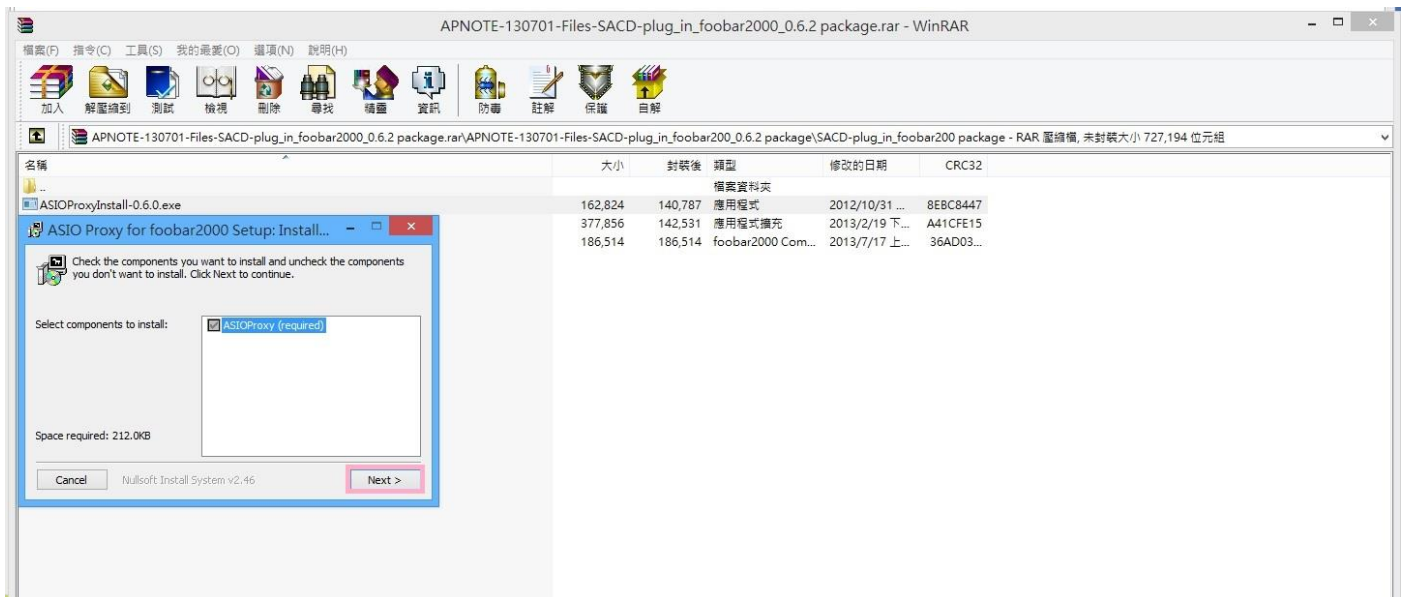 APNOTE-130701-Files-SACD-plug_in_foobar2000_0.6.2 package.rar - WinRAR
檔案(F) 指令(C) 工具(S) 我的最愛(O) 選項(N) 說明(H)
加入 解壓縮到 測試 檢視 刪除 尋找 精靈 資訊 防毒 註解 保護 自解
APNOTE-130701-Files-SACD-plug_in_foobar2000_0.6.2 package.rar\APNOTE-130701-Files-SACD-plug_in_foobar200_0.6.2 package\SACD-plug_in_foobar200 package - RAR 壓縮檔, 未封裝大小 727,194 位元組
名稱 大小 封裝後 類型 修改的日期 CRC32
.. 檔案資料夾
ASIOProxyInstall-0.6.0.exe 162,824 140,787 應用程式 2012/10/31 ... 8EBC8447
377,856 142,531 應用程式擴充 2013/2/19 下... A41CFE15
186,514 186,514 foobar2000 Com... 2013/7/17 上... 36AD03...
ASIO Proxy for foobar2000 Setup: Install...
Check the components you want to install and uncheck the components
you don't want to install. Click Next to continue.
Select components to install:
ASIOProxy (required)
Space required: 212.0KB
Cancel Nullsoft Install System v2.46 Next >